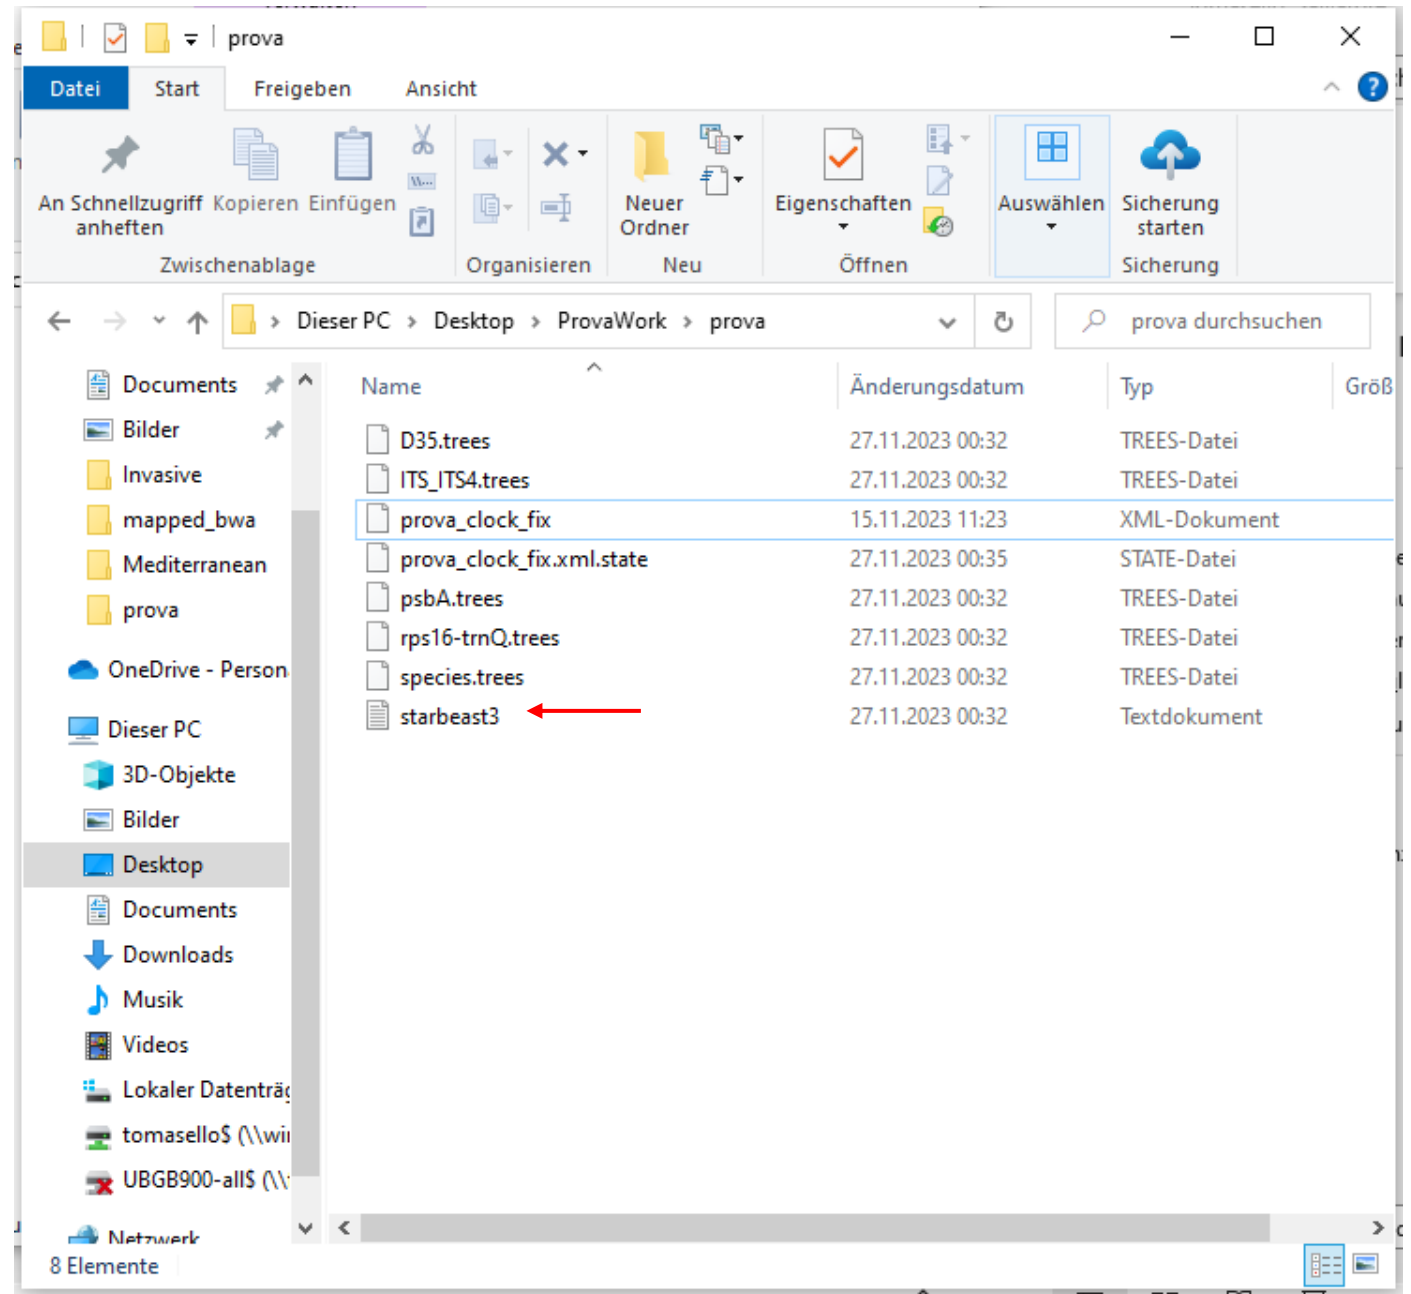 prova
Datei Start Freigeben Ansicht
An Schnellzugriff anheften
Kopieren
Einfügen
Zwischenablage
Organisieren
Neuer Ordner
Neu
Eigenschaften
Öffnen
Auswählen
Sicherung starten
Sicherung
Dieser PC > Desktop > ProvaWork > prova
prova durchsuchen
Documents
Bilder
Invasive
mapped_bwa
Mediterranean
prova
OneDrive - Person
Dieser PC
3D-Objekte
Bilder
Desktop
Documents
Downloads
Musik
Videos
Lokaler Datenträg
tomasello$ (\\wi
UBGB900-all$ (\\
Netzwerk
Name Änderungsdatum Typ Größ
D35.trees 27.11.2023 00:32 TREES-Datei
ITS_ITS4.trees 27.11.2023 00:32 TREES-Datei
prova_clock_fix 15.11.2023 11:23 XML-Dokument
prova_clock_fix.xml.state 27.11.2023 00:35 STATE-Datei
psbA.trees 27.11.2023 00:32 TREES-Datei
rps16-trnQ.trees 27.11.2023 00:32 TREES-Datei
species.trees 27.11.2023 00:32 TREES-Datei
starbeast3 27.11.2023 00:32 Textdokument
8 Elemente